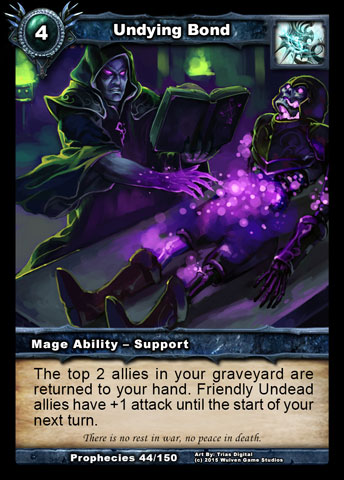 4
Undying Bond
Mage Ability – Support
The top 2 allies in your graveyard are
returned to your hand. Friendly Undead
allies have +1 attack until the start of your
next turn.
There is no rest in war, no peace in death.
Prophecies 44/150
Art By: Trias Digital
(c) 2015 Wulven Game Studios